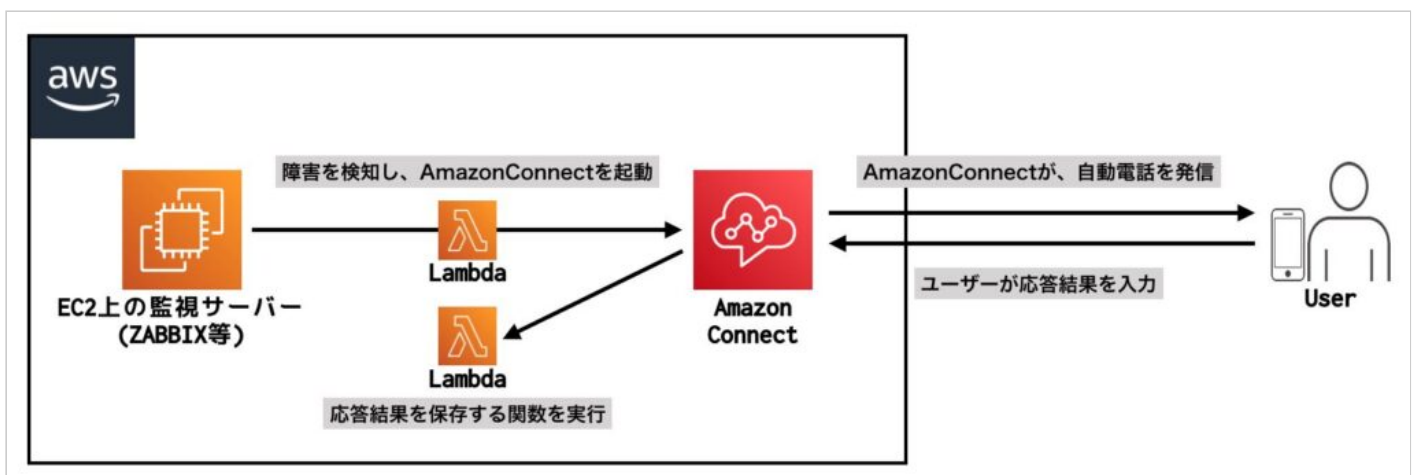 aws
障害を検知し、AmazonConnectを起動
AmazonConnectが、自動電話を発信
Lambda
ユーザーが応答結果を入力
EC2上の監視サーバー
(ZABBIX等)
Amazon
Connect
User
Lambda
応答結果を保存する関数を実行